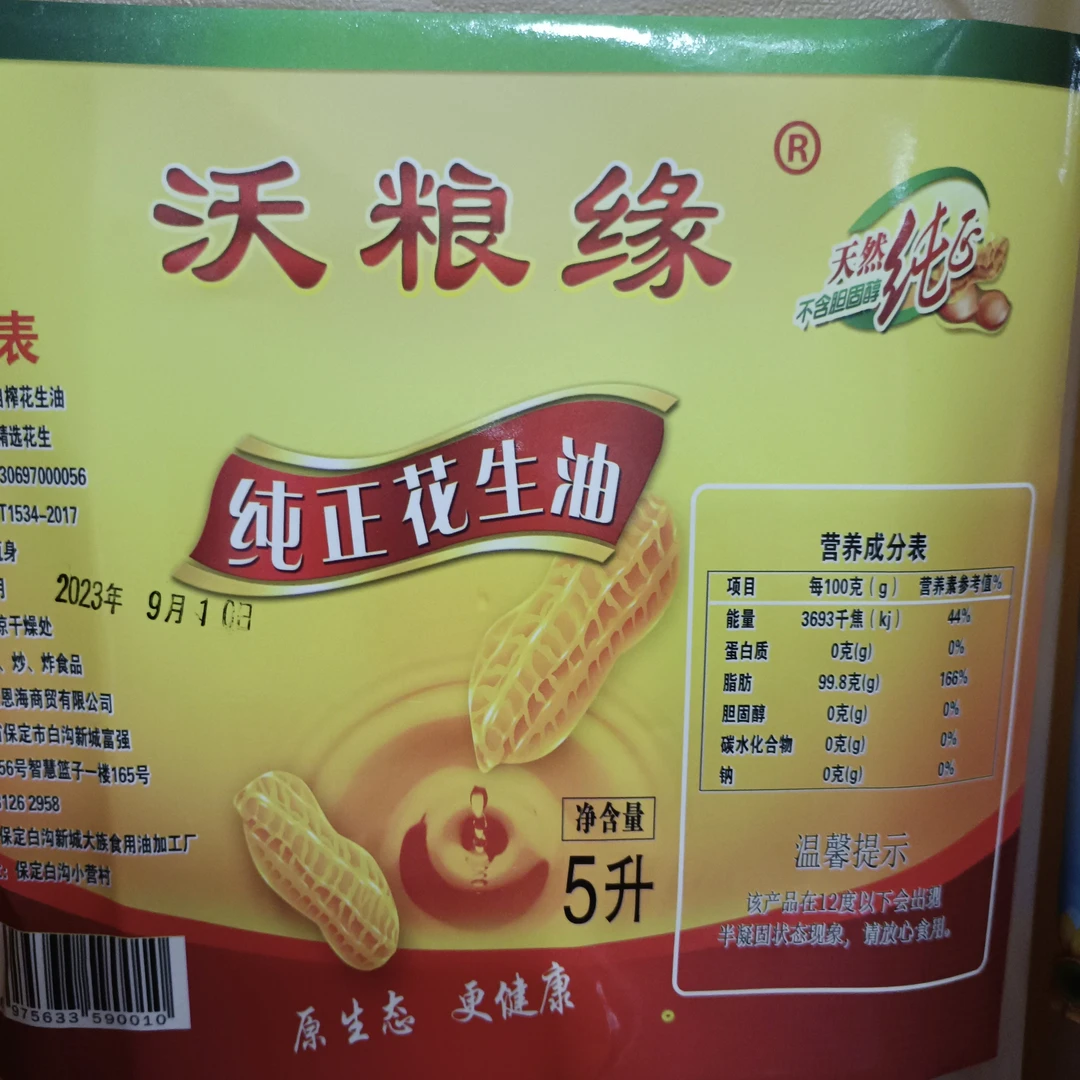 沃粮缘®
天然纯正
不含胆固醇
纯正花生油
表
榨花生油
精选花生
30697000056
T1534-2017
瓶身
月
2023年 9月10日
凉干燥处
、炒、炸食品
恩海商贸有限公司
保定市白沟新城富强
56号智慧篮子一楼165号
3126 2958
保定白沟新城大族食用油加工厂
：保定白沟小营村
975633 590010
净含量
5升
原生态 更健康
营养成分表
项目 每100克(g) 营养素参考值%
能量 3693千焦(kj) 44%
蛋白质 0克(g) 0%
脂肪 99.8克(g) 166%
胆固醇 0克(g) 0%
碳水化合物 0克(g) 0%
钠 0克(g) 0%
温馨提示
该产品在12度以下会出现
半凝固状态现象，请放心食用。